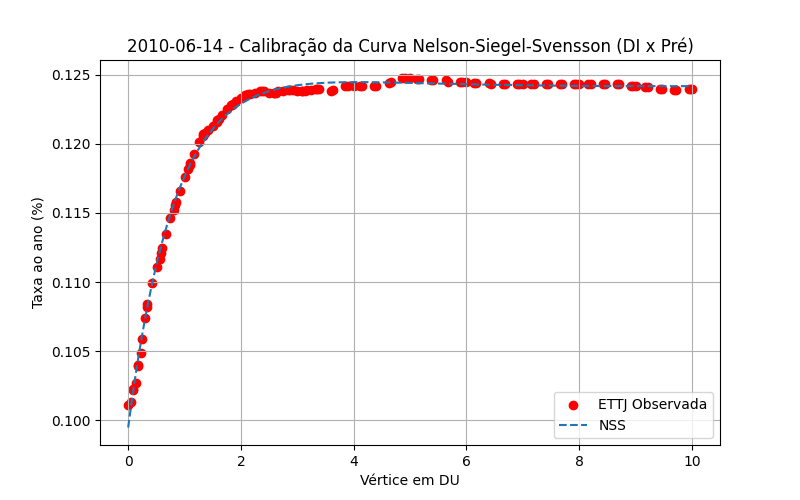 2010-06-14 - Calibração da Curva Nelson-Siegel-Svensson (DI x Pré)
Taxa ao ano (%)
0.125
0.120
0.115
0.110
0.105
0.100
0 2 4 6 8 10
Vértice em DU
ETTJ Observada
NSS